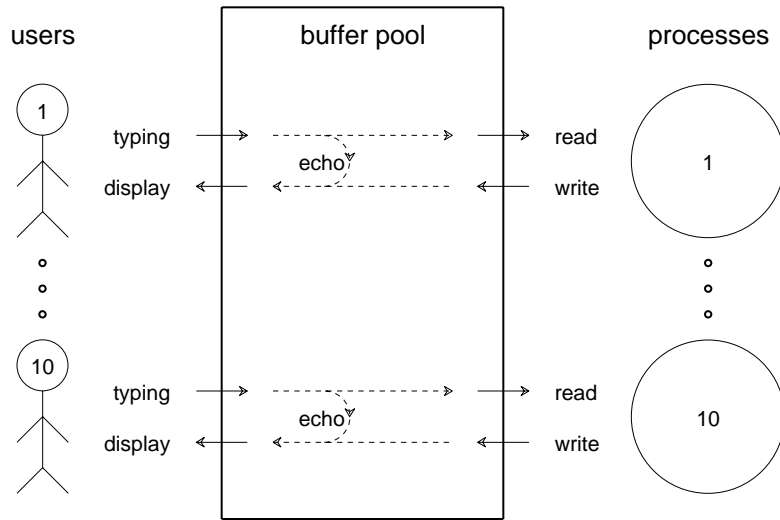 users buffer pool processes
1
typing read
echo 1
display write
10
typing read
echo 10
display write